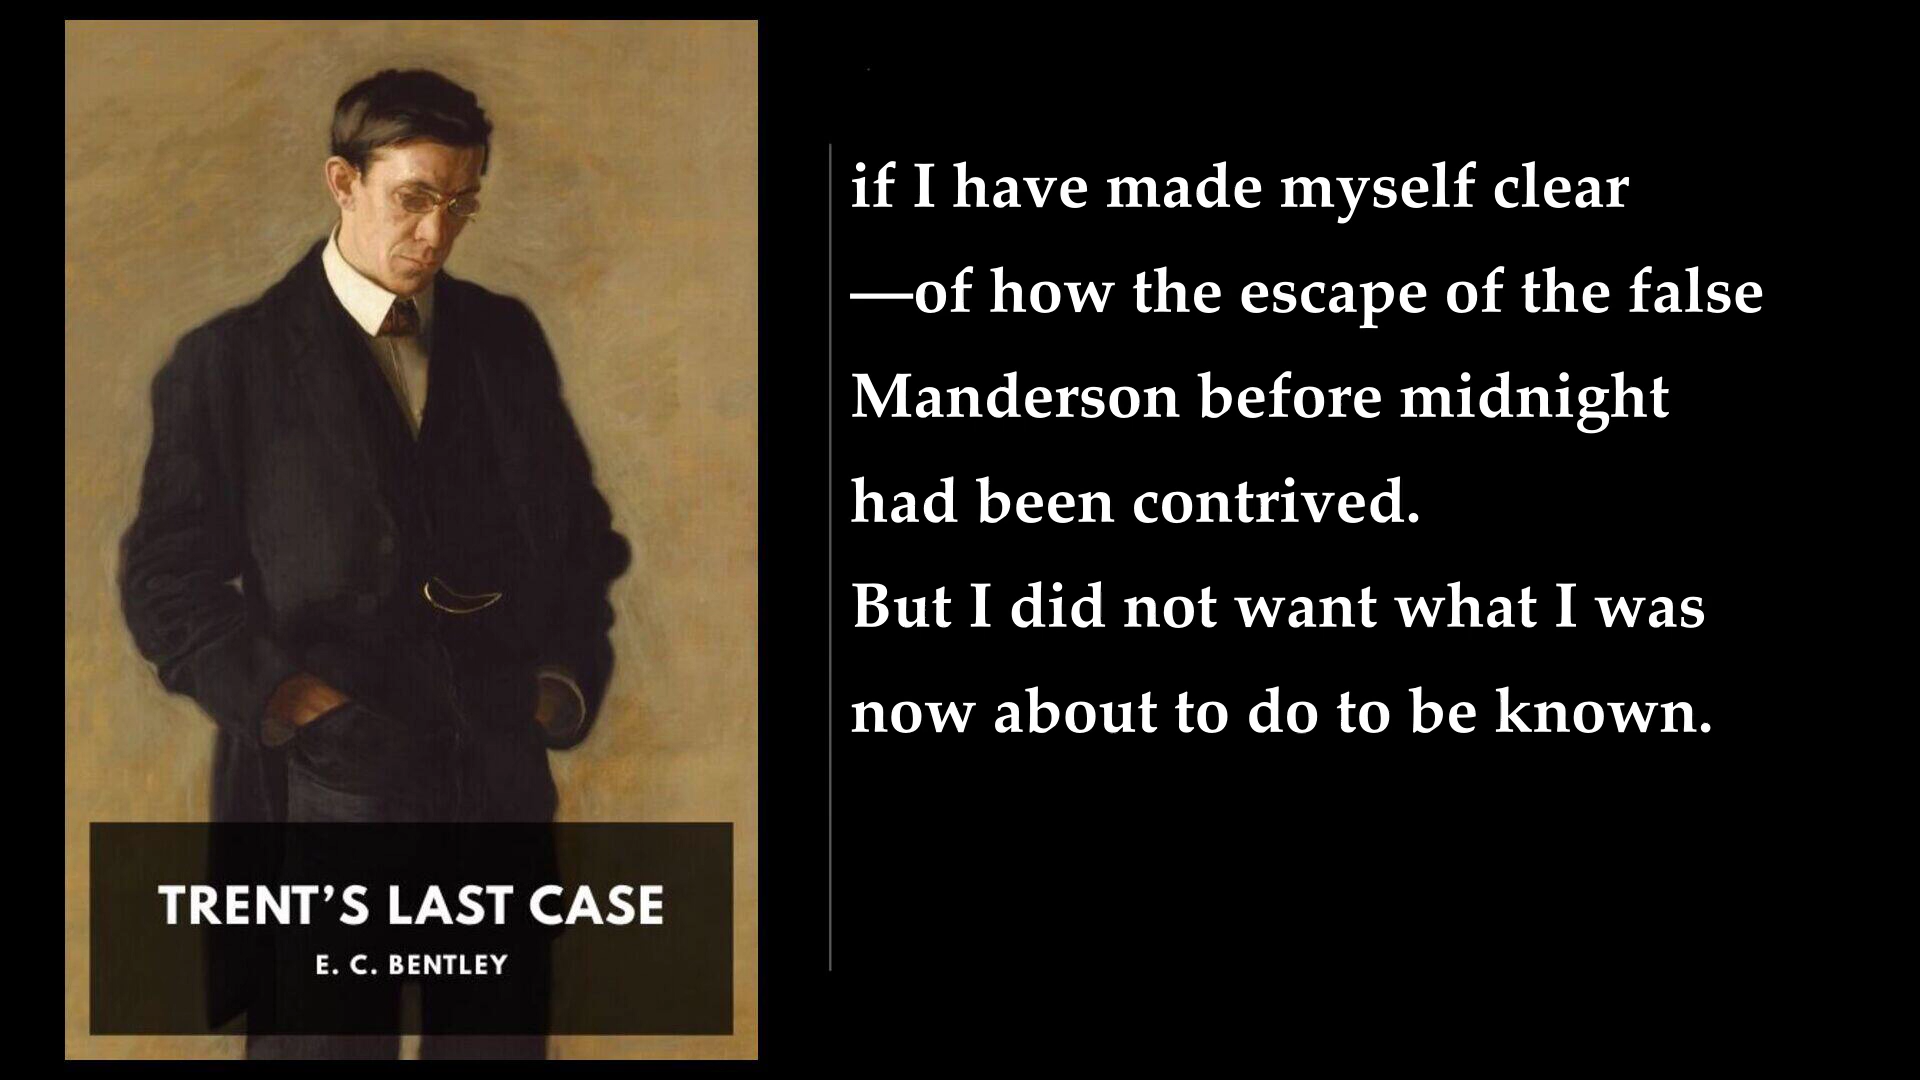 if I have made myself clear
—of how the escape of the false
Manderson before midnight
had been contrived.
But I did not want what I was
now about to do to be known.
TRENT’S LAST CASE
E. C. BENTLEY